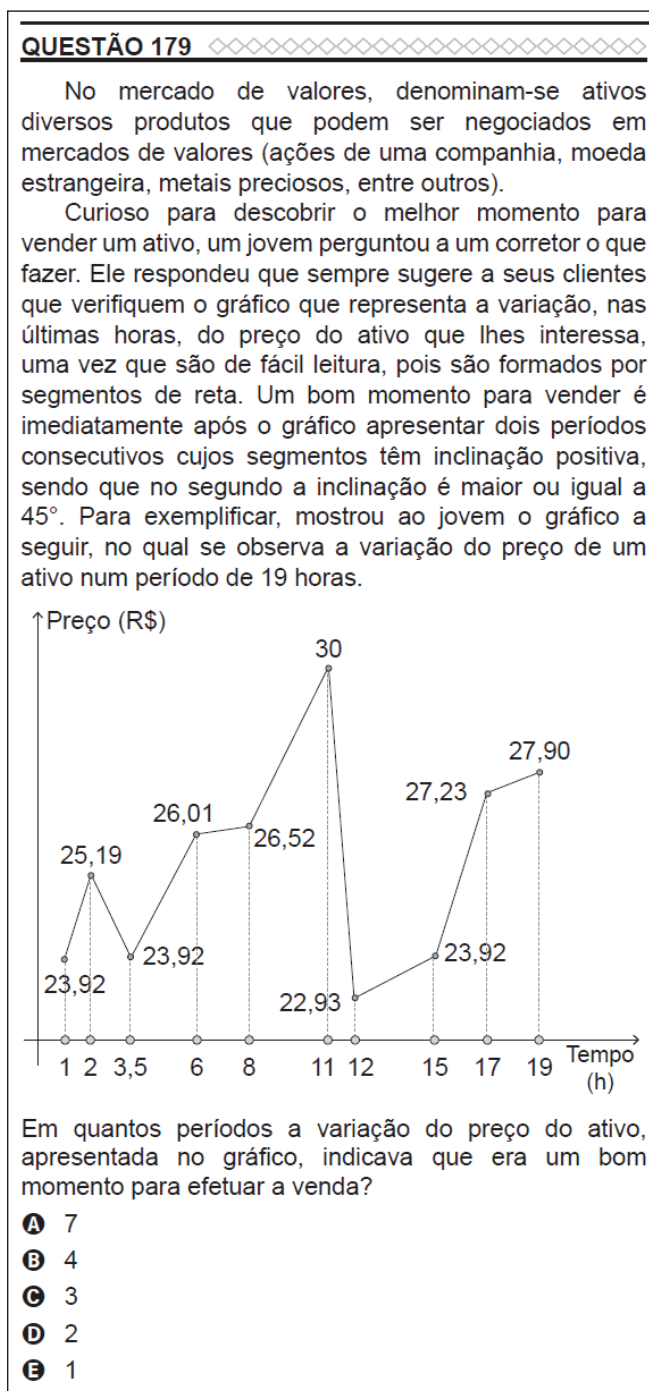 QUESTÃO 179
No mercado de valores, denominam-se ativos
diversos produtos que podem ser negociados em
mercados de valores (ações de uma companhia, moeda
estrangeira, metais preciosos, entre outros).
Curioso para descobrir o melhor momento para
vender um ativo, um jovem perguntou a um corretor o que
fazer. Ele respondeu que sempre sugere a seus clientes
que verifiquem o gráfico que representa a variação, nas
últimas horas, do preço do ativo que lhes interessa,
uma vez que são de fácil leitura, pois são formados por
segmentos de reta. Um bom momento para vender é
imediatamente após o gráfico apresentar dois períodos
consecutivos cujos segmentos têm inclinação positiva,
sendo que no segundo a inclinação é maior ou igual a
45°. Para exemplificar, mostrou ao jovem o gráfico a
seguir, no qual se observa a variação do preço de um
ativo num período de 19 horas.
Preço (R$)
30
27,90
27,23
26,01
26,52
25,19
23,92
23,92
23,92
22,93
1 2 3,5 6 8 11 12 15 17 19 Tempo
(h)
Em quantos períodos a variação do preço do ativo,
apresentada no gráfico, indicava que era um bom
momento para efetuar a venda?
A 7
B 4
C 3
D 2
E 1